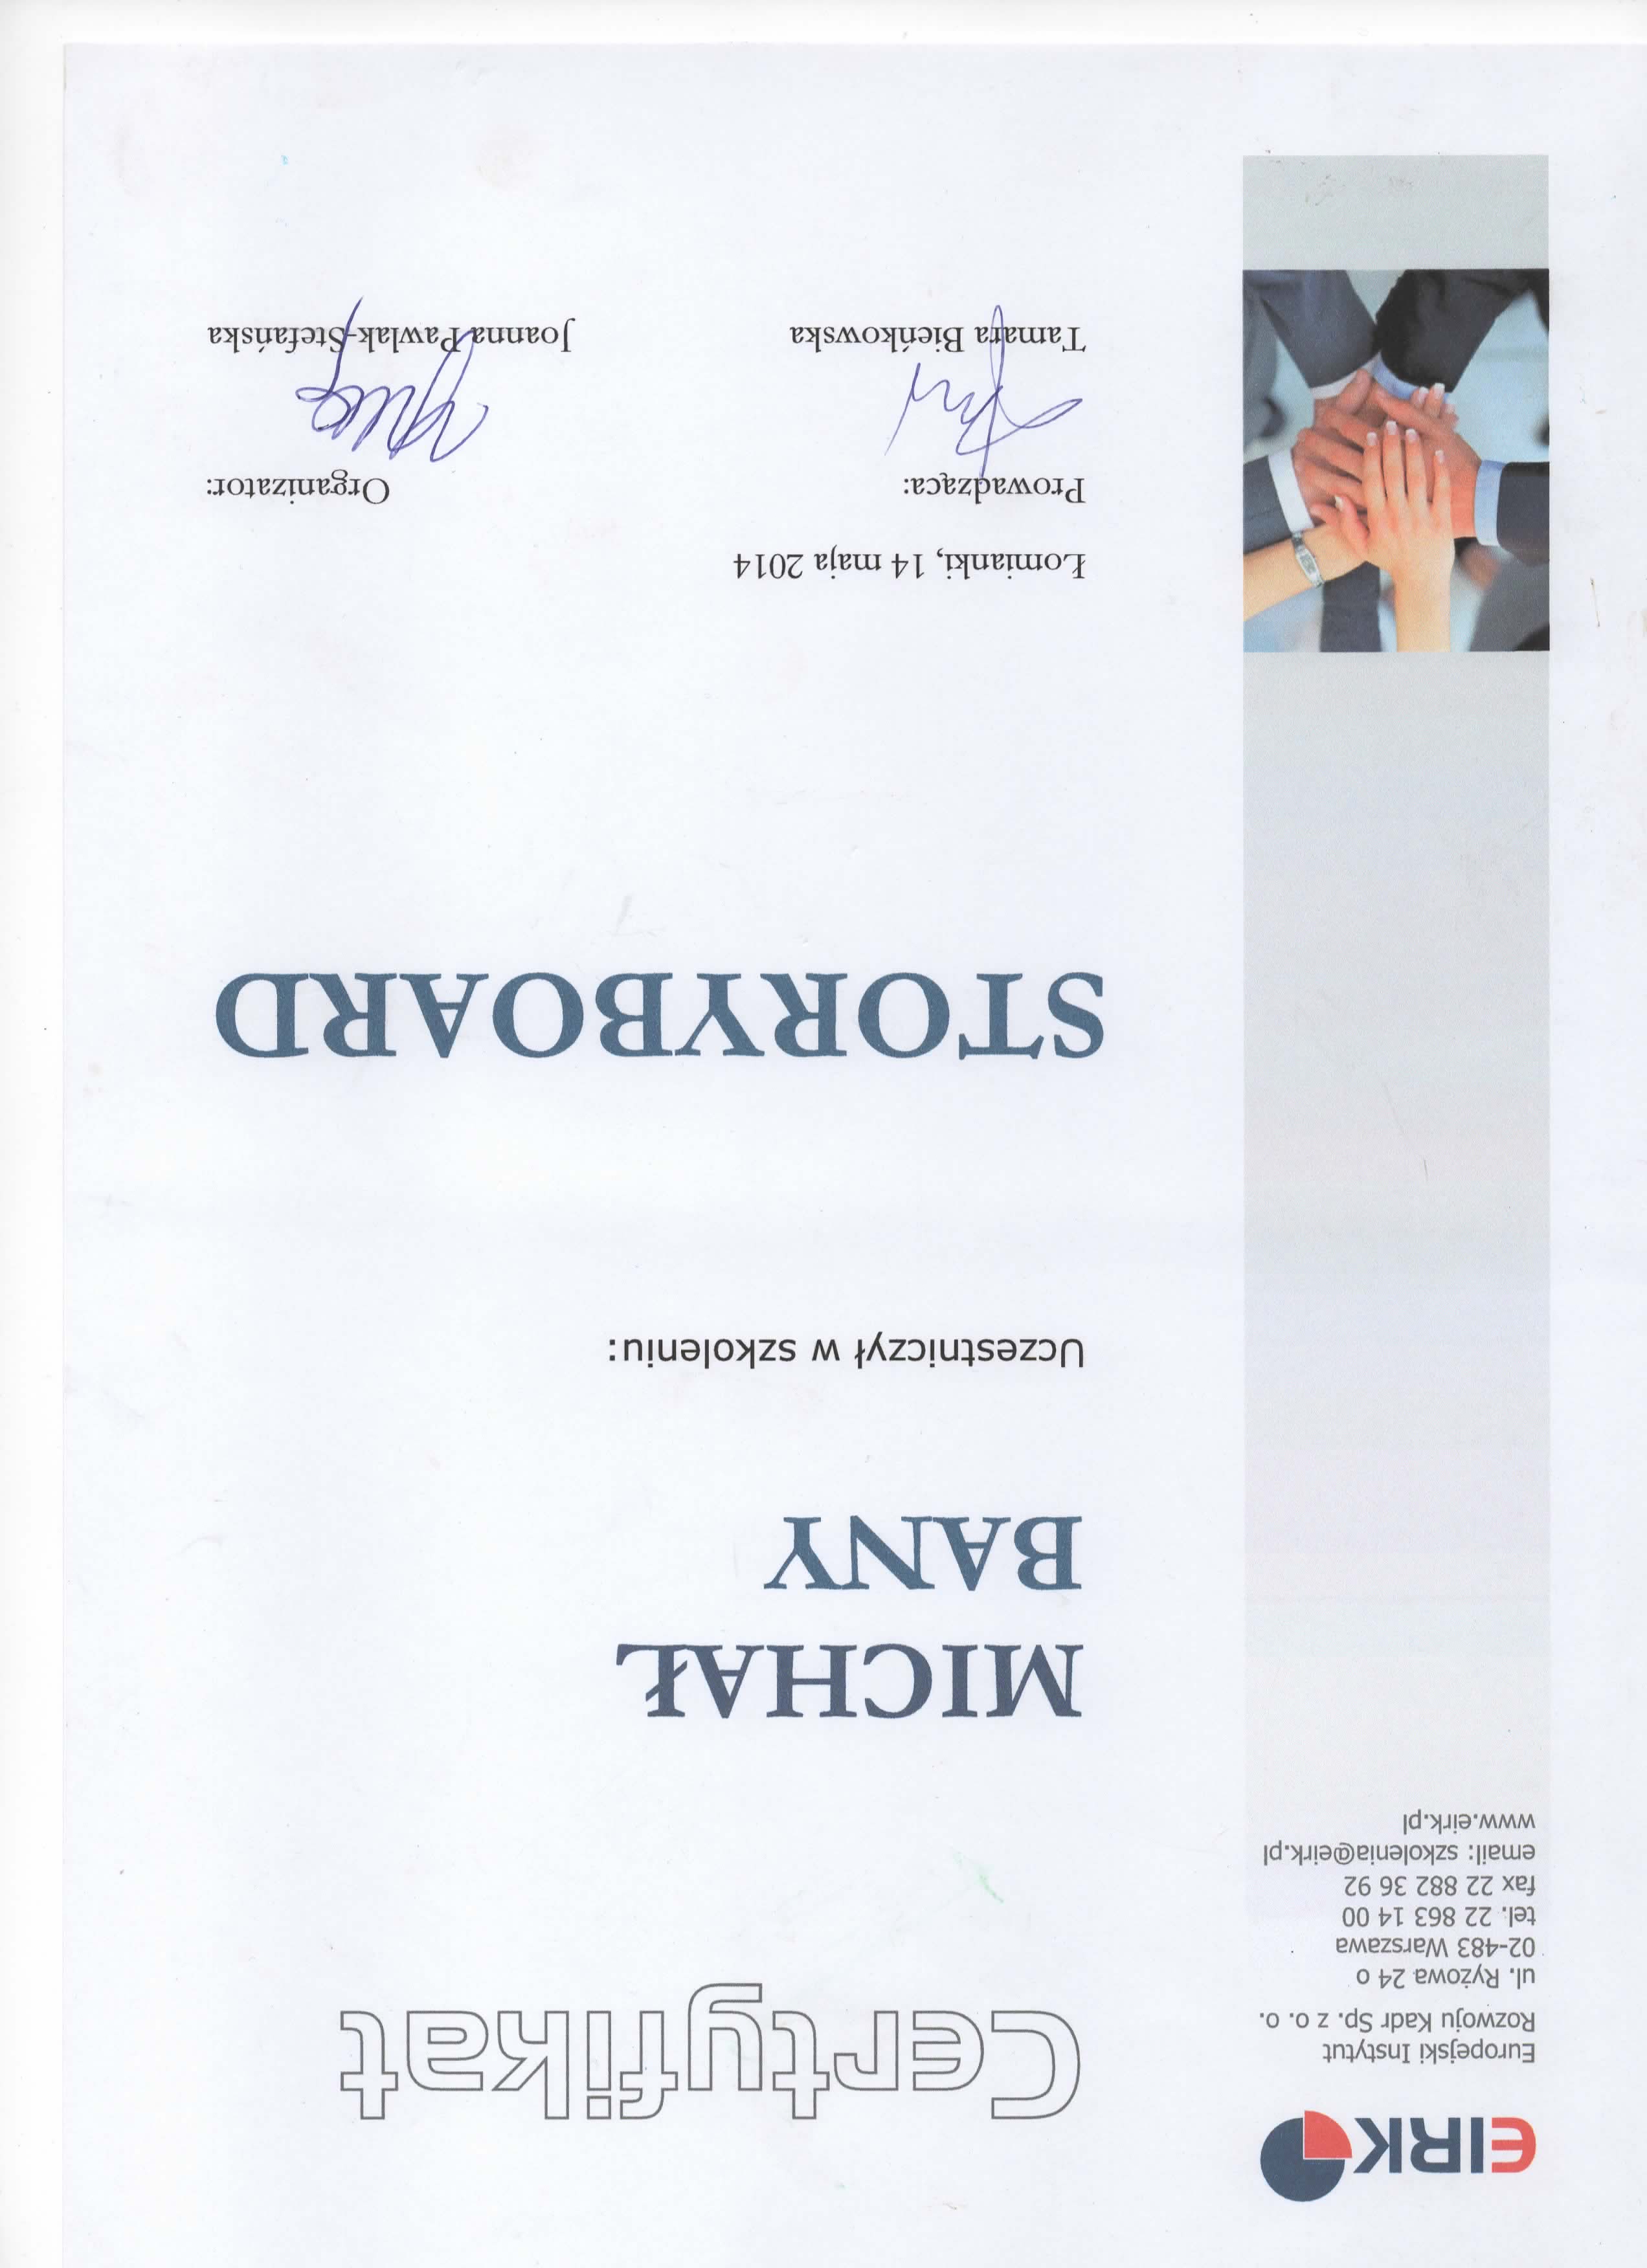 EIRK
Europejski Instytut
Rozwoju Kadr Sp. z o. o.
ul. Ryżowa 24 o
02-483 Warszawa
tel. 22 863 14 00
fax 22 882 36 92
email: szkolenia@eirk.pl
www.eirk.pl
Certyfikat
MICHAŁ
BANY
Uczestniczył w szkoleniu:
STORYBOARD
Łomianki, 14 maja 2014
Prowadząca: Organizator:
Tamara Bieńkowska Joanna Pawlak-Stefańska